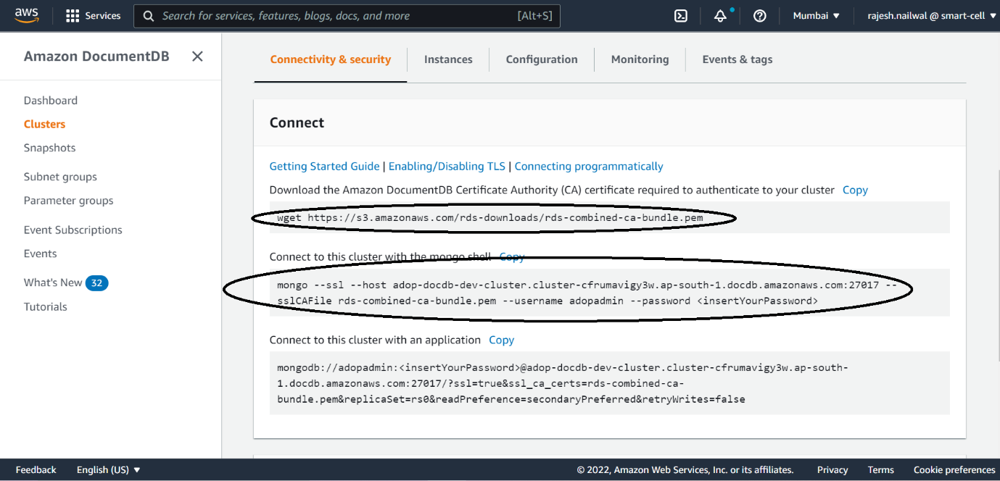 aws Services Search for services, features, blogs, docs, and more [Alt+S] Mumbai ▼ rajesh.nailwal @ smart-cell ▼
Amazon DocumentDB
Connectivity & security Instances Configuration Monitoring Events & tags
Dashboard
Clusters
Snapshots
Subnet groups
Parameter groups
Event Subscriptions
Events
What's New 32
Tutorials
Connect
Getting Started Guide | Enabling/Disabling TLS | Connecting programmatically
Download the Amazon DocumentDB Certificate Authority (CA) certificate required to authenticate to your cluster Copy
wget https://s3.amazonaws.com/rds-downloads/rds-combined-ca-bundle.pem
Connect to this cluster with the mongo shell Copy
mongo --ssl --host adop-docdb-dev-cluster.cluster-cfrumavigy3w.ap-south-1.docdb.amazonaws.com:27017 --
sslCAFile rds-combined-ca-bundle.pem --username adopadmin --password <insertYourPassword>
Connect to this cluster with an application Copy
mongodb://adopadmin:<insertYourPassword>@adop-docdb-dev-cluster.cluster-cfrumavigy3w.ap-south-
1.docdb.amazonaws.com:27017/?ssl=true&ssl_ca_certs=rds-combined-ca-
bundle.pem&replicaSet=rs0&readPreference=secondaryPreferred&retryWrites=false
Feedback English (US) ▼ © 2022, Amazon Web Services, Inc. or its affiliates. Privacy Terms Cookie preferences